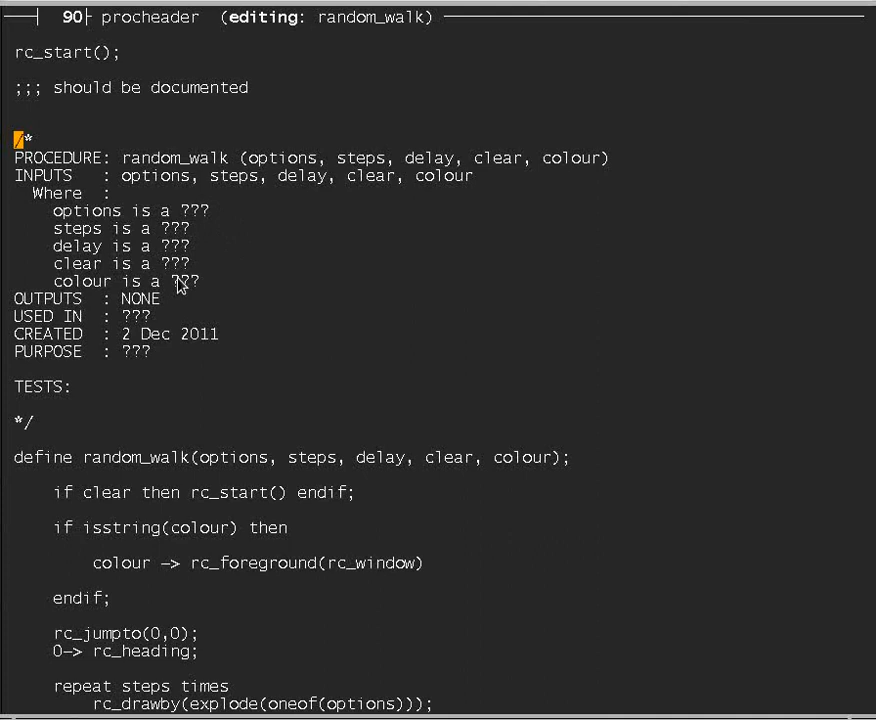 90 procheader (editing: random_walk)
rc_start();
;;; should be documented
/*
PROCEDURE: random_walk (options, steps, delay, clear, colour)
INPUTS   : options, steps, delay, clear, colour
  Where  :
    options is a ???
    steps is a ???
    delay is a ???
    clear is a ???
    colour is a ???
OUTPUTS  : NONE
USED IN  : ???
CREATED  : 2 Dec 2011
PURPOSE  : ???
TESTS:
*/
define random_walk(options, steps, delay, clear, colour);
    if clear then rc_start() endif;
    if isstring(colour) then
        colour -> rc_foreground(rc_window)
    endif;
    rc_jumpto(0,0);
    0-> rc_heading;
    repeat steps times
        rc_drawby(explode(oneof(options)));